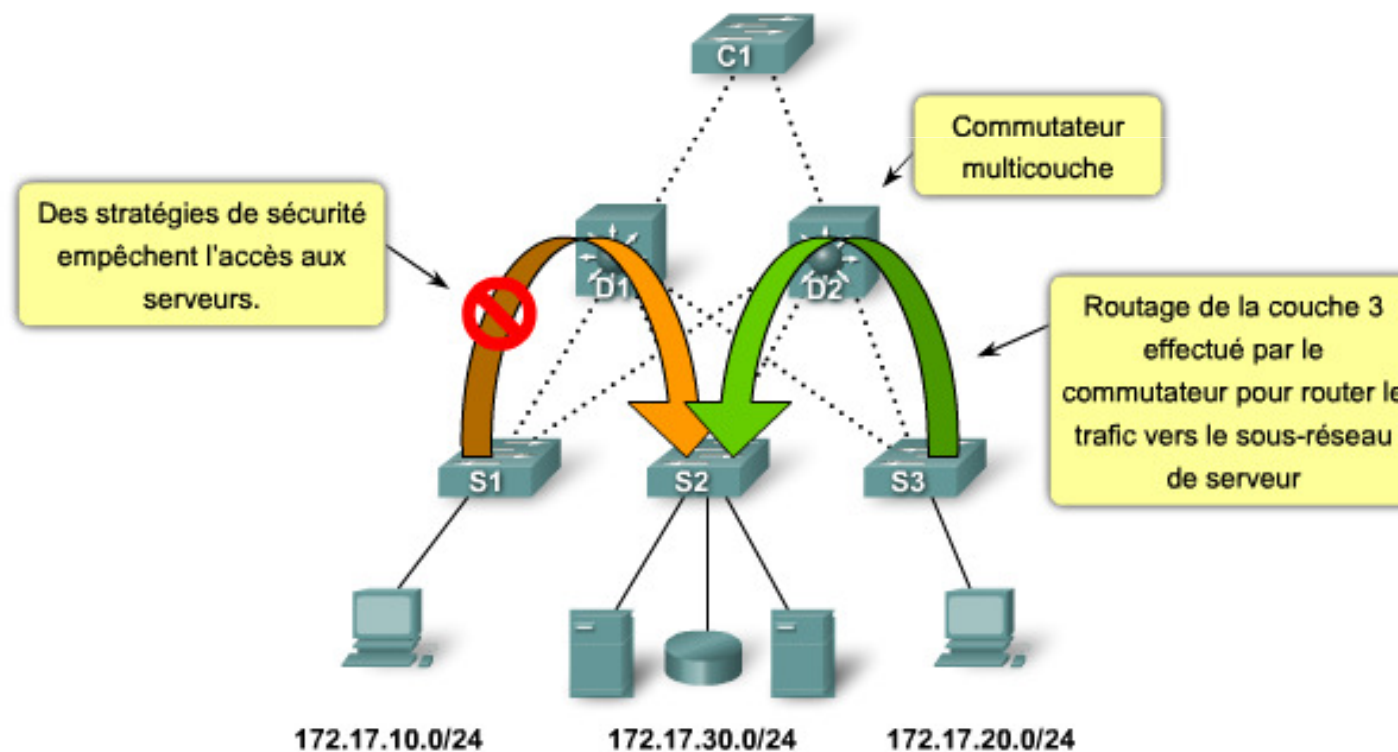 C1
Commutateur
multicouche
Des stratégies de sécurité
empêchent l'accès aux
serveurs.
D1
D2
Routage de la couche 3
effectué par le
commutateur pour router le
trafic vers le sous-réseau
de serveur
S1
S2
S3
172.17.10.0/24
172.17.30.0/24
172.17.20.0/24